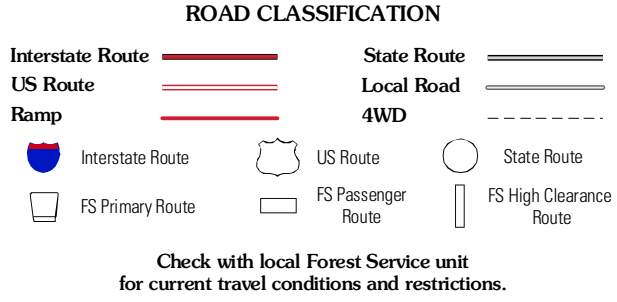 ROAD CLASSIFICATION
Interstate Route
State Route
US Route
Local Road
Ramp
4WD
Interstate Route
US Route
State Route
FS Primary Route
FS Passenger
Route
FS High Clearance
Route
Check with local Forest Service unit
for current travel conditions and restrictions.